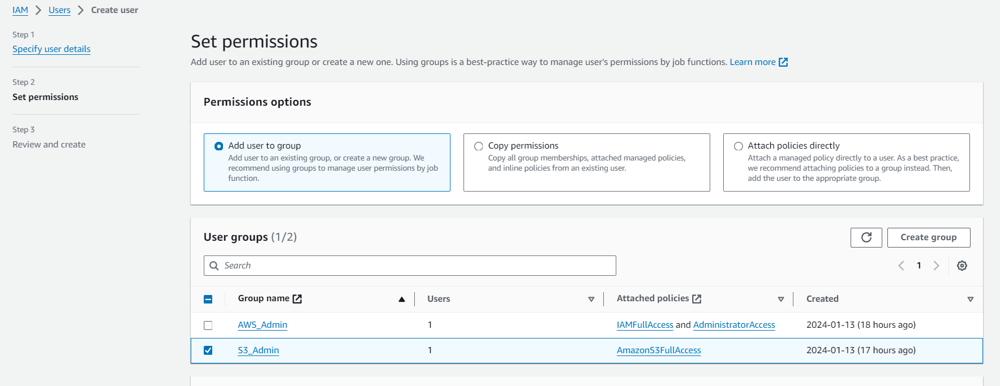 IAM > Users > Create user
Step 1
Specify user details
Step 2
Set permissions
Step 3
Review and create
Set permissions
Add user to an existing group or create a new one. Using groups is a best-practice way to manage user's permissions by job functions. Learn more
Permissions options
Add user to group
Add user to an existing group, or create a new group. We
recommend using groups to manage user permissions by job
function.
Copy permissions
Copy all group memberships, attached managed policies,
and inline policies from an existing user.
Attach policies directly
Attach a managed policy directly to a user. As a best practice,
we recommend attaching policies to a group instead. Then,
add the user to the appropriate group.
User groups (1/2)
Create group
Search
1
Group name Users Attached policies Created
AWS_Admin 1 IAMFullAccess and AdministratorAccess 2024-01-13 (18 hours ago)
S3_Admin 1 AmazonS3FullAccess 2024-01-13 (17 hours ago)